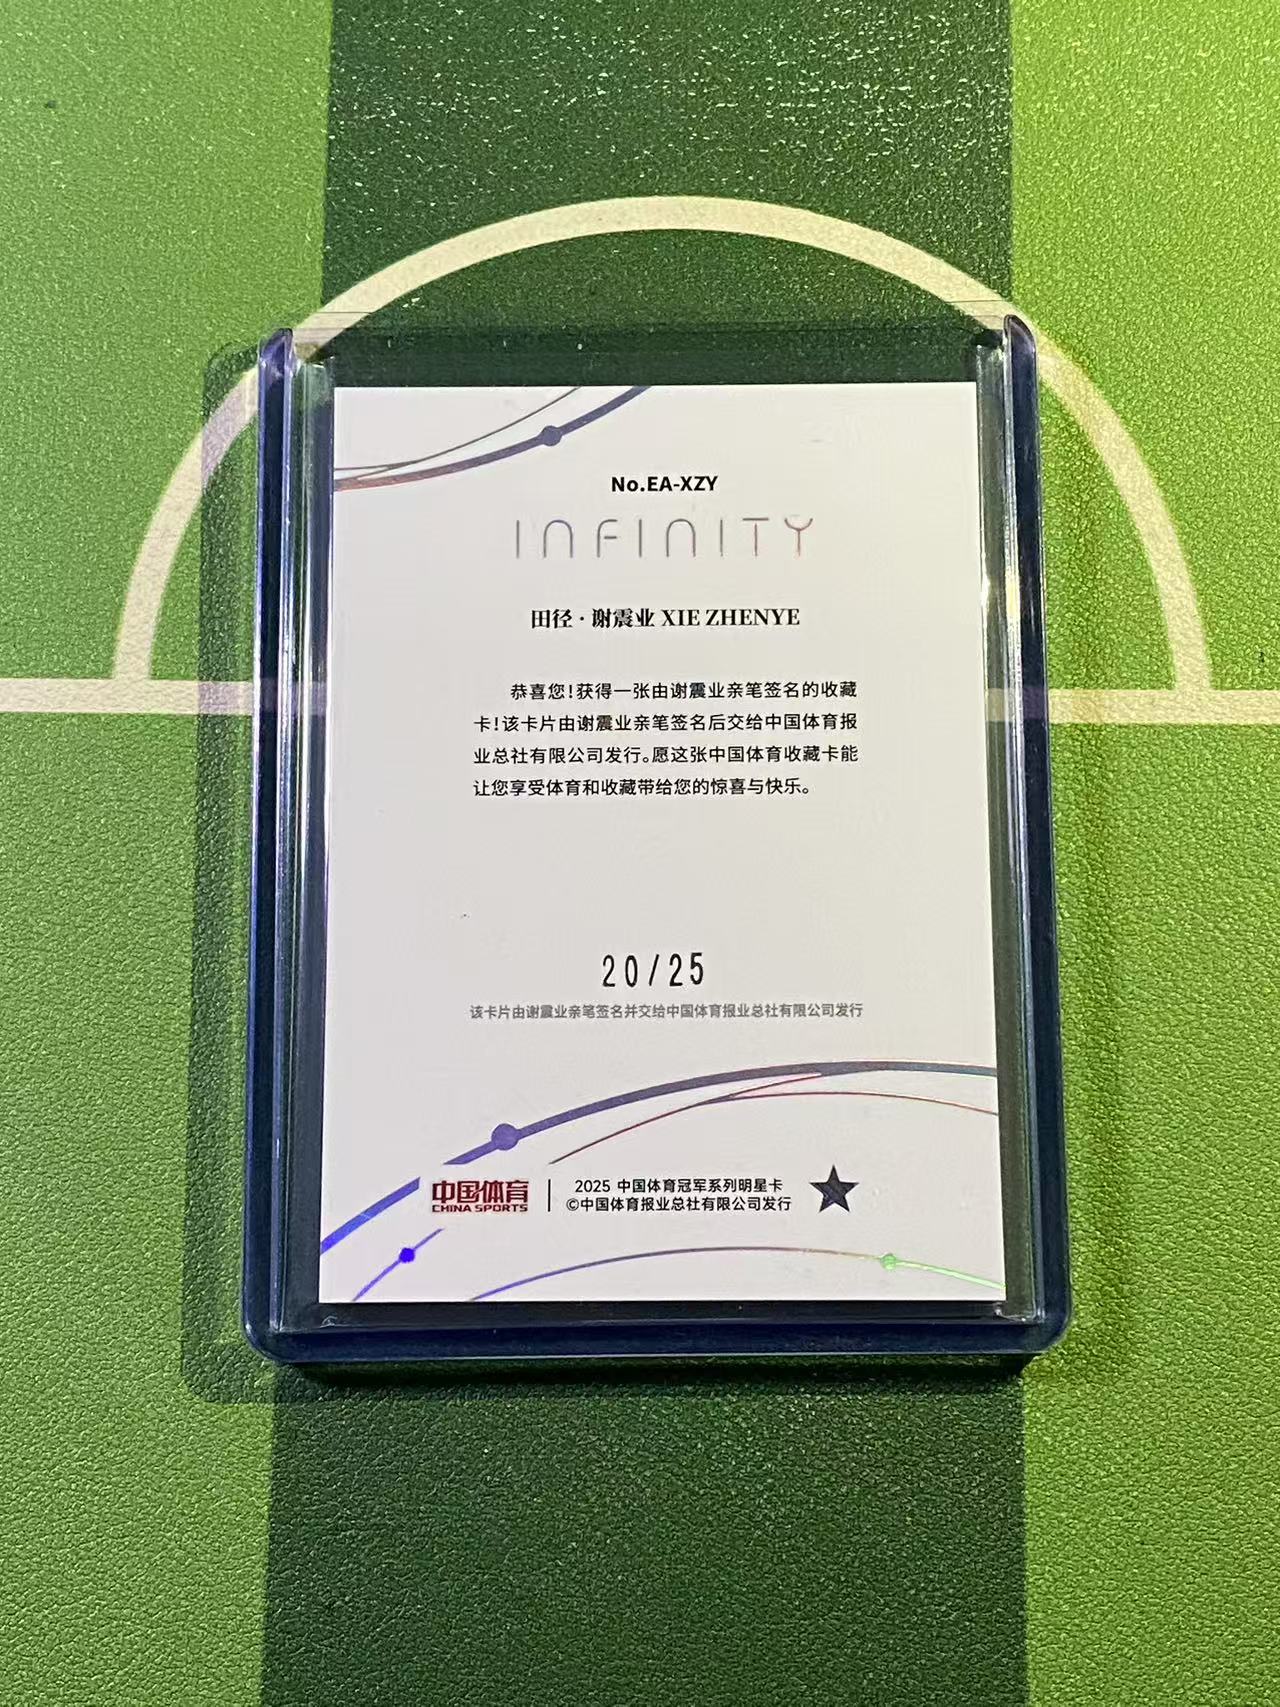 No.EA-XZY
INFINITY
田径·谢震业 XIE ZHENYE
恭喜您！获得一张由谢震业亲笔签名的收藏
卡！该卡片由谢震业亲笔签名后交给中国体育报
业总社有限公司发行。愿这张中国体育收藏卡能
让您享受体育和收藏带给您的惊喜与快乐。
20/25
该卡片由谢震业亲笔签名并交给中国体育报业总社有限公司发行
中国体育
CHINA SPORTS
2025 中国体育冠军系列明星卡
©中国体育报业总社有限公司发行